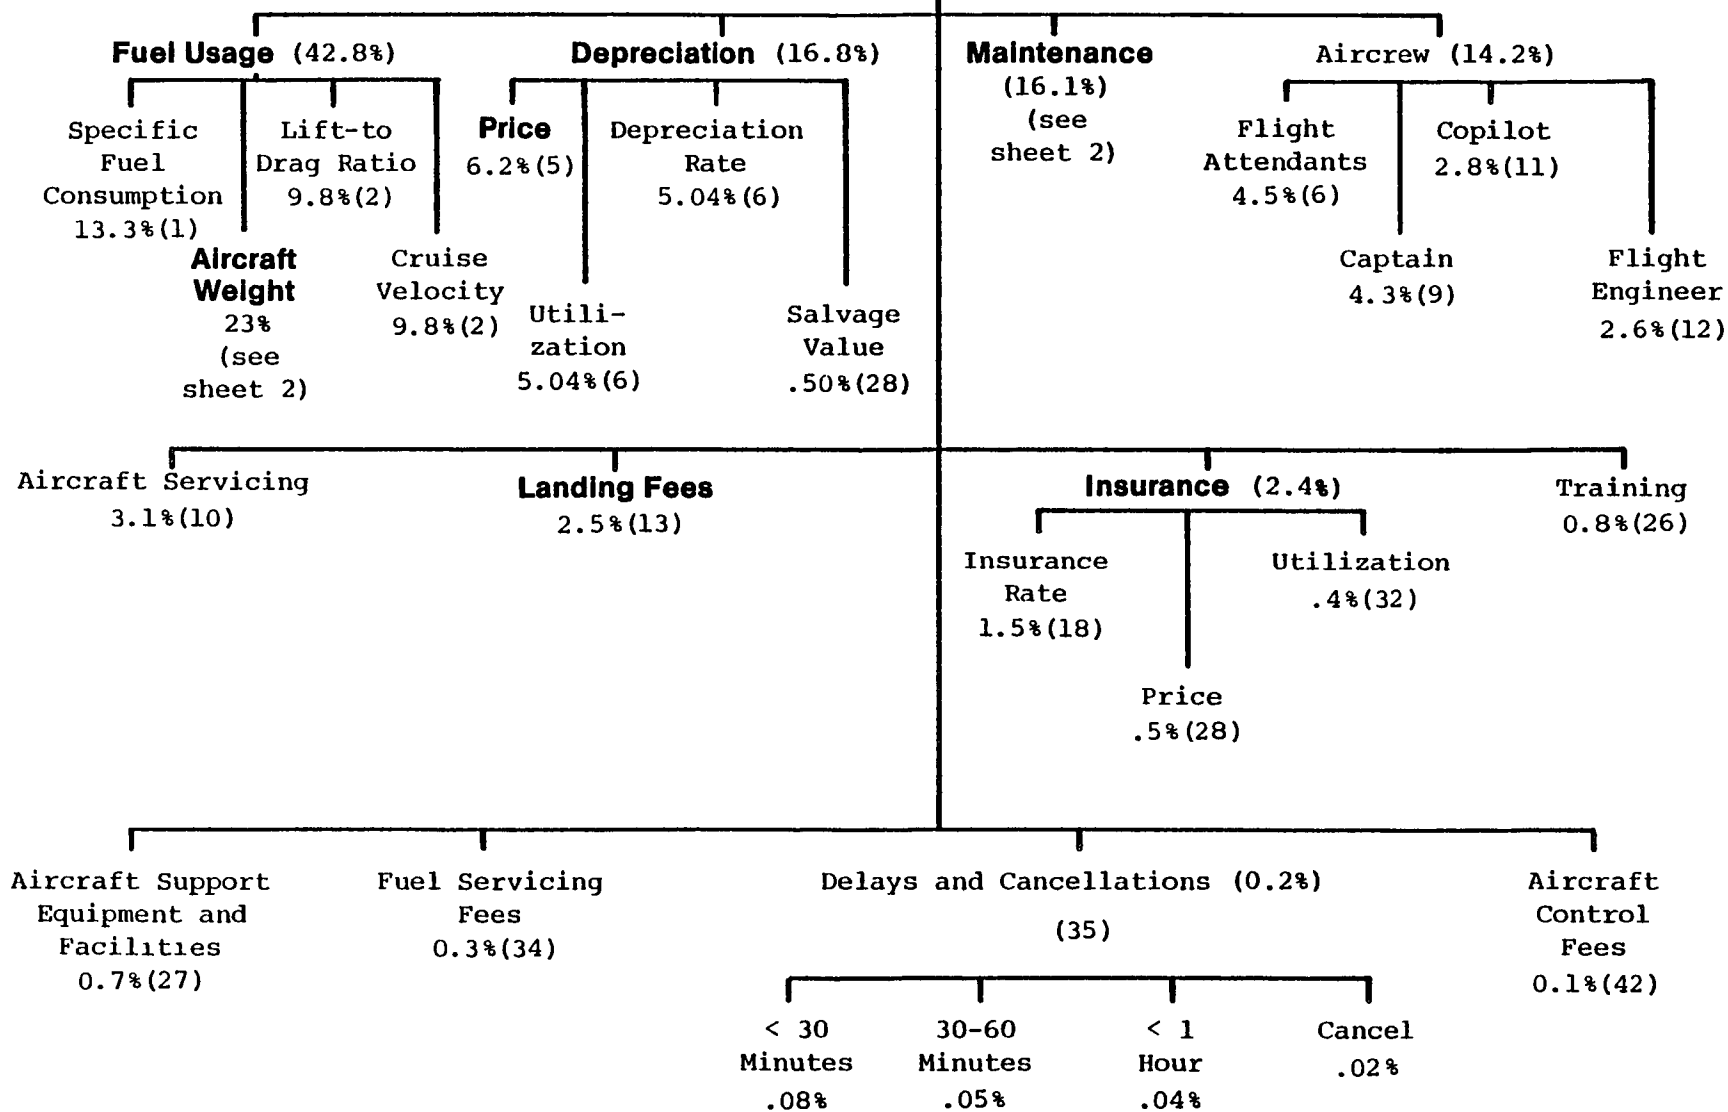 Fuel Usage (42.8%)
Specific
Fuel
Consumption
13.3%(1)
Aircraft
Weight
23%
(see
sheet 2)
Lift-to
Drag Ratio
9.8%(2)
Cruise
Velocity
9.8%(2)
Depreciation (16.8%)
Price
6.2%(5)
Utili-
zation
5.04%(6)
Depreciation
Rate
5.04%(6)
Salvage
Value
.50%(28)
Maintenance
(16.1%)
(see
sheet 2)
Aircrew (14.2%)
Flight
Attendants
4.5%(6)
Captain
4.3%(9)
Copilot
2.8%(11)
Flight
Engineer
2.6%(12)
Aircraft Servicing
3.1%(10)
Landing Fees
2.5%(13)
Insurance (2.4%)
Insurance
Rate
1.5%(18)
Price
.5%(28)
Utilization
.4%(32)
Training
0.8%(26)
Aircraft Support
Equipment and
Facilities
0.7%(27)
Fuel Servicing
Fees
0.3%(34)
Delays and Cancellations (0.2%)
(35)
< 30
Minutes
.08%
30-60
Minutes
.05%
< 1
Hour
.04%
Cancel
.02%
Aircraft
Control
Fees
0.1%(42)